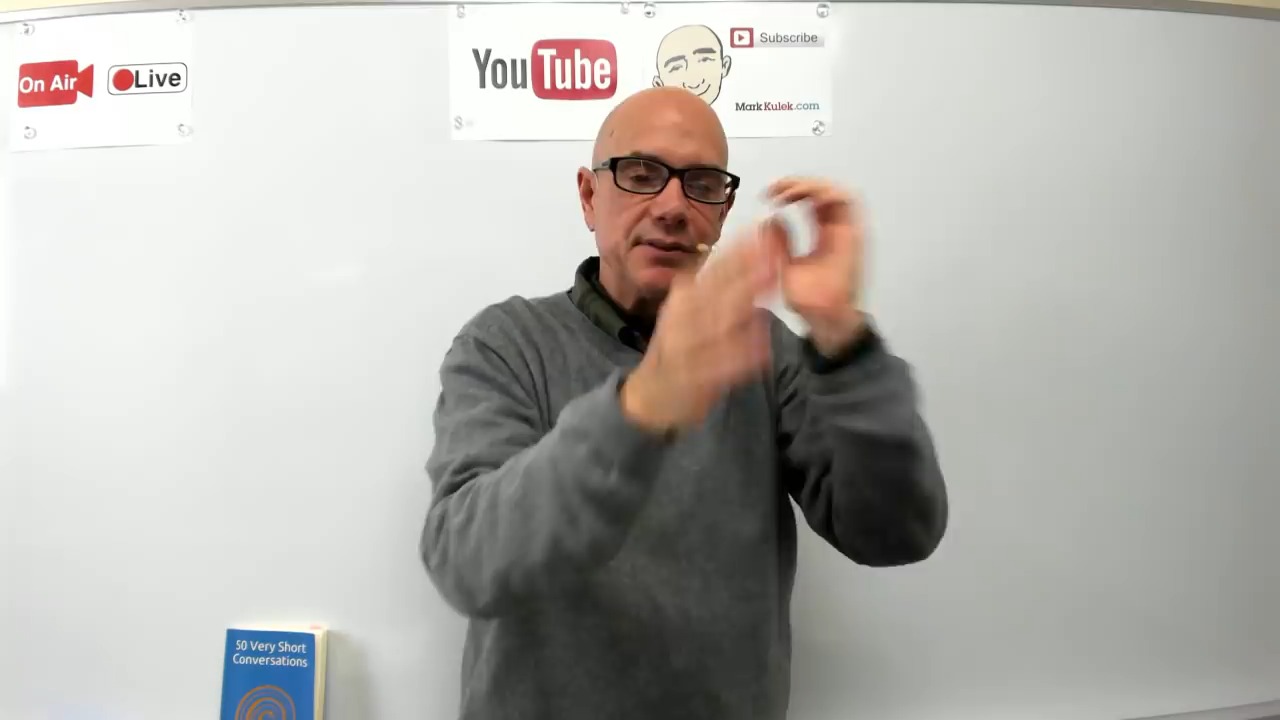 On Air
Live
YouTube
Subscribe
MarkKulek.com
50 Very Short
Conversations